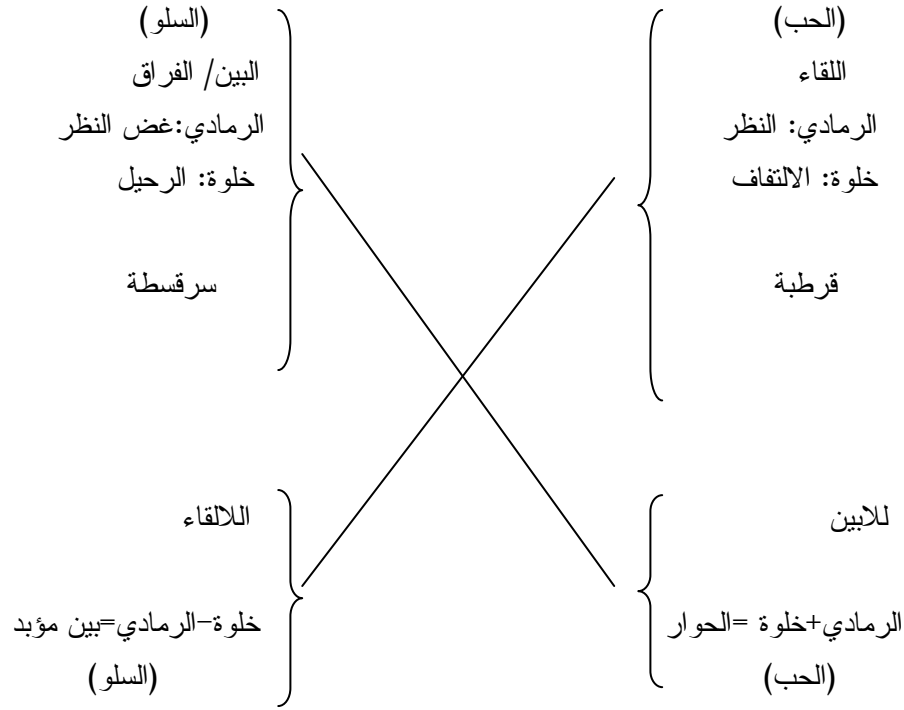 (الحب)
اللقاء
الرمادي: النظر
خلوة: الالتفاف
قرطبة
(السلو)
البين/ الفراق
الرمادي:غض النظر
خلوة: الرحيل
سرقسطة
للابين
الرمادي+خلوة =الحوار
(الحب)
اللالقاء
خلوة-الرمادي=بين مؤبد
(السلو)